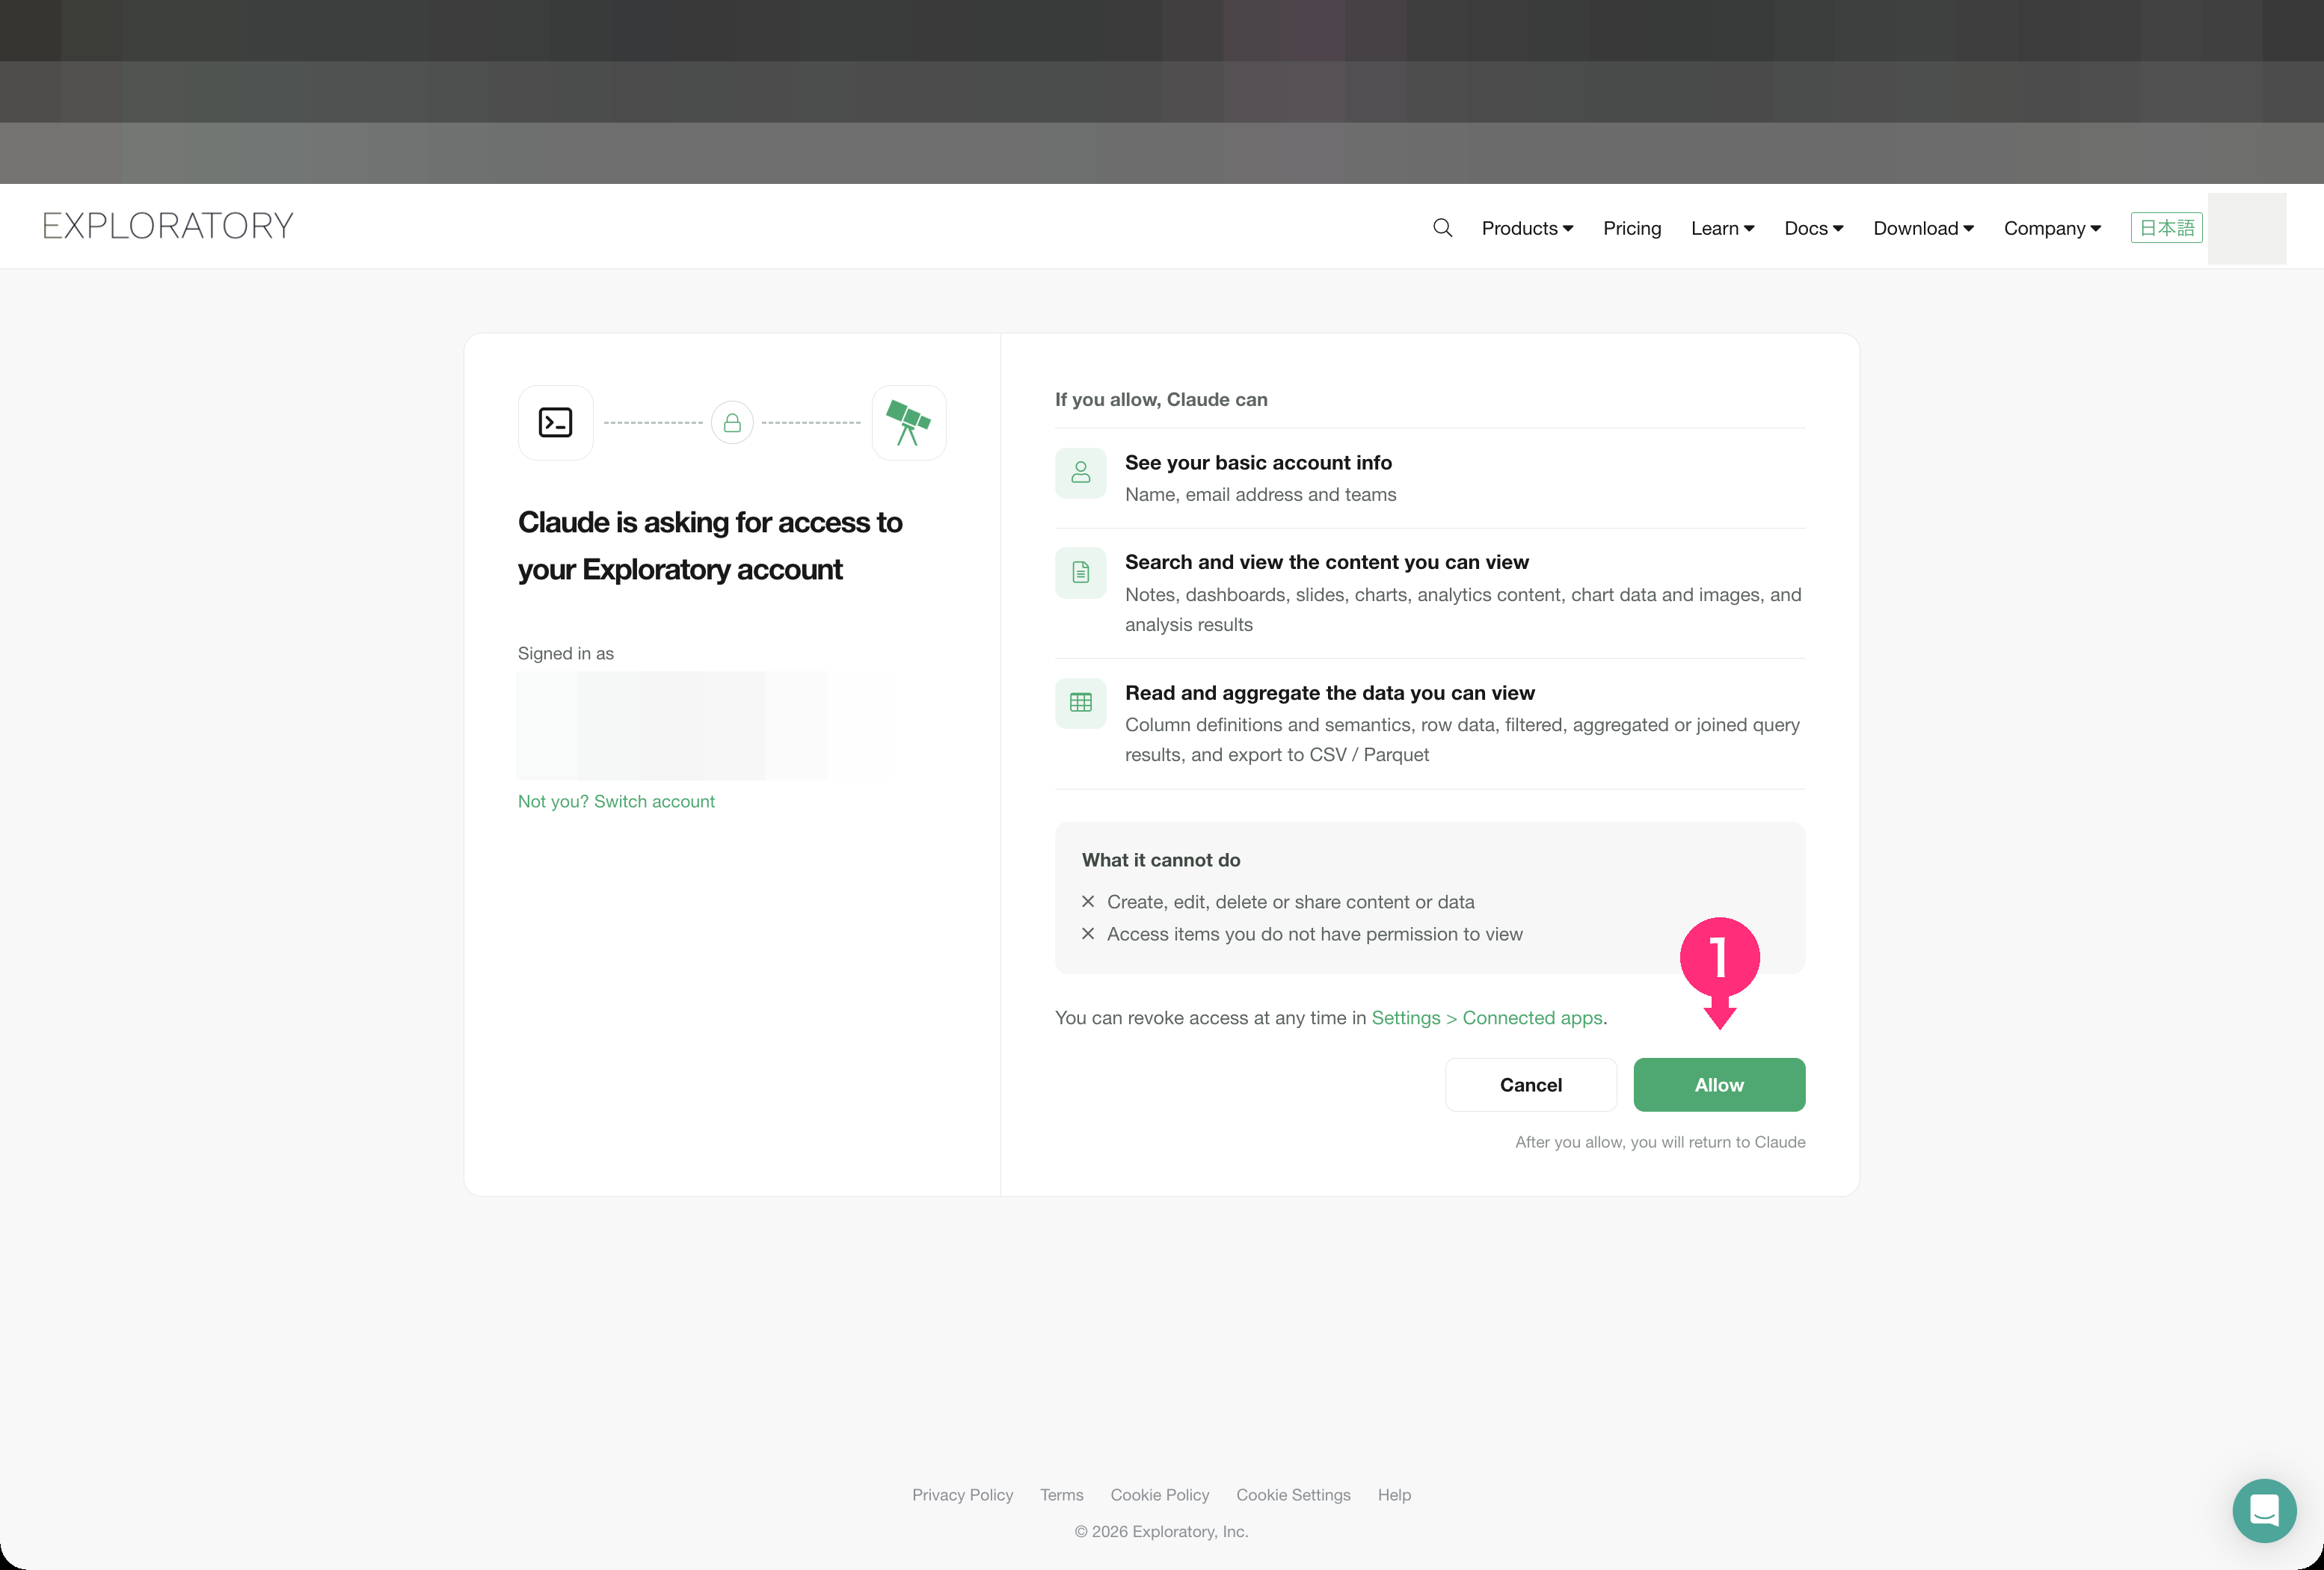 EXPLORATORY
Products
Pricing
Learn
Docs
Download
Company
日本語
Claude is asking for access to
your Exploratory account
Signed in as
Not you? Switch account
If you allow, Claude can
See your basic account info
Name, email address and teams
Search and view the content you can view
Notes, dashboards, slides, charts, analytics content, chart data and images, and
analysis results
Read and aggregate the data you can view
Column definitions and semantics, row data, filtered, aggregated or joined query
results, and export to CSV / Parquet
What it cannot do
Create, edit, delete or share content or data
Access items you do not have permission to view
1
You can revoke access at any time in Settings > Connected apps.
Cancel
Allow
After you allow, you will return to Claude
Privacy Policy
Terms
Cookie Policy
Cookie Settings
Help
© 2026 Exploratory, Inc.